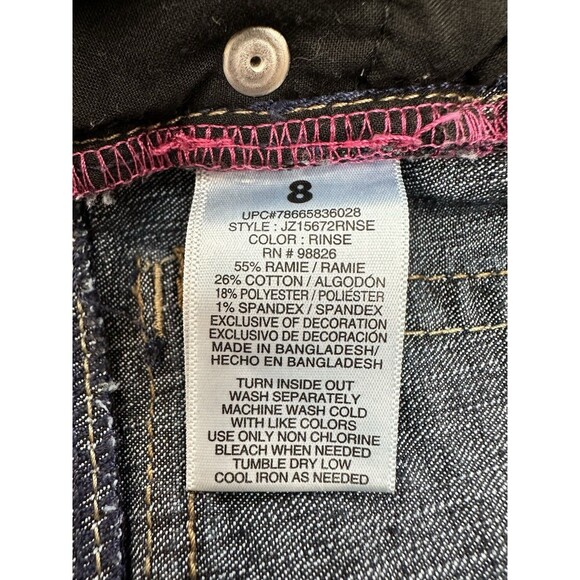 8
UPC#78665836028
STYLE : JZ15672RNSE
COLOR : RINSE
RN # 98826
55% RAMIE / RAMIE
26% COTTON / ALGODÓN
18% POLYESTER / POLIÉSTER
1% SPANDEX / SPANDEX
EXCLUSIVE OF DECORATION
EXCLUSIVO DE DECORACIÓN
MADE IN BANGLADESH/
HECHO EN BANGLADESH
TURN INSIDE OUT
WASH SEPARATELY
MACHINE WASH COLD
WITH LIKE COLORS
USE ONLY NON CHLORINE
BLEACH WHEN NEEDED
TUMBLE DRY LOW
COOL IRON AS NEEDED